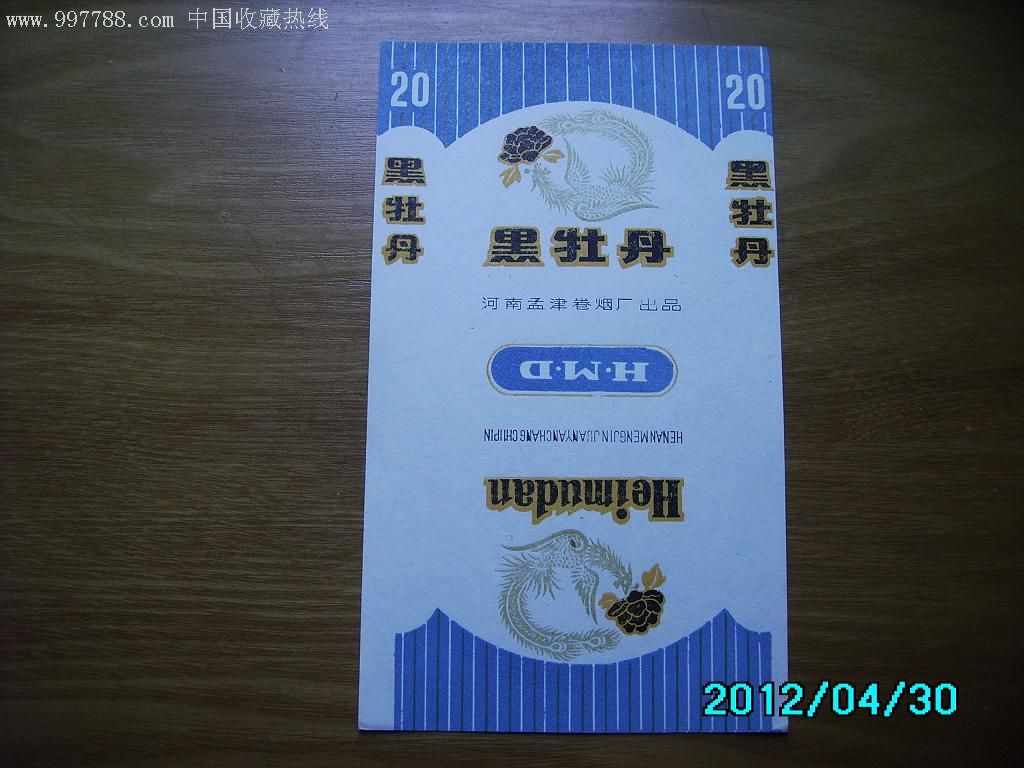 www.997788.com 中国收藏热线
20
20
黑牡丹
黑牡丹
黑牡丹
河南孟津卷烟厂出品
H·M·D
HENANMENGJINJUANYANCHANGCHUPIN
Heimudan
2012/04/30